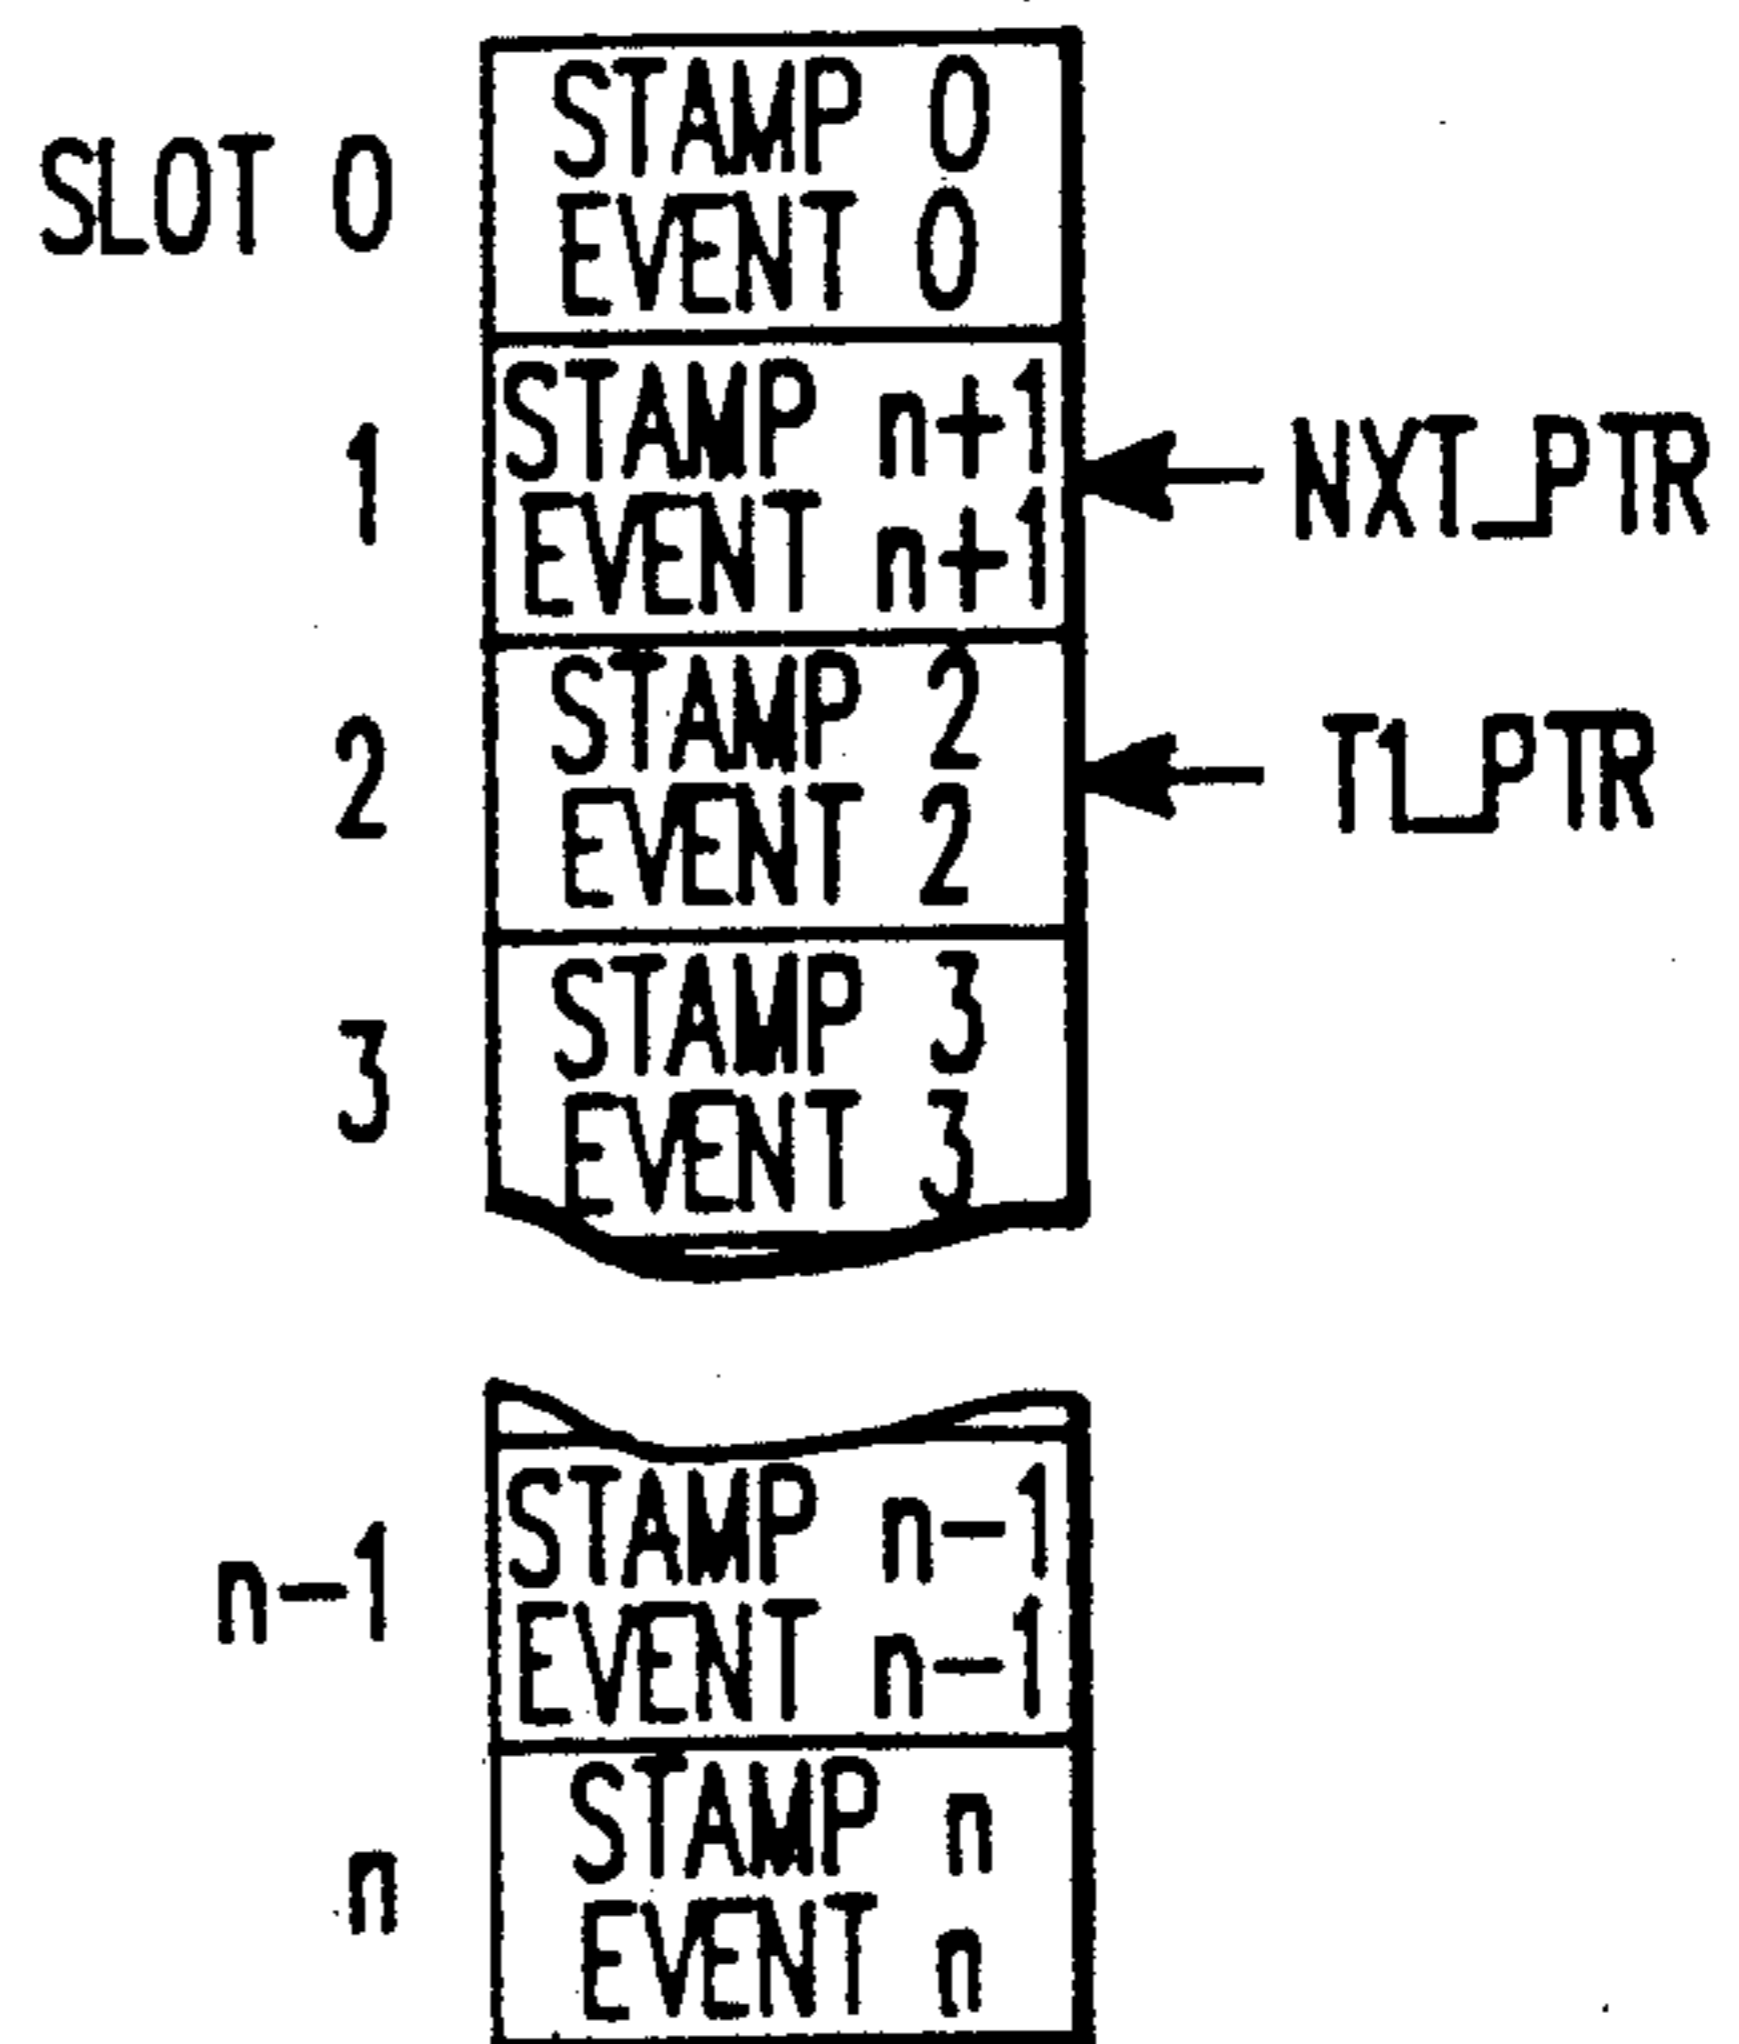 STAMP 0
SLOT 0
EVENT 0
STAMP n+1
1
NXT_PTR
EVENT n+1
STAMP 2
2
T1_PTR
EVENT 2
STAMP 3
3
EVENT 3
STAMP n-1
n-1
EVENT n-1
STAMP n
n
EVENT n